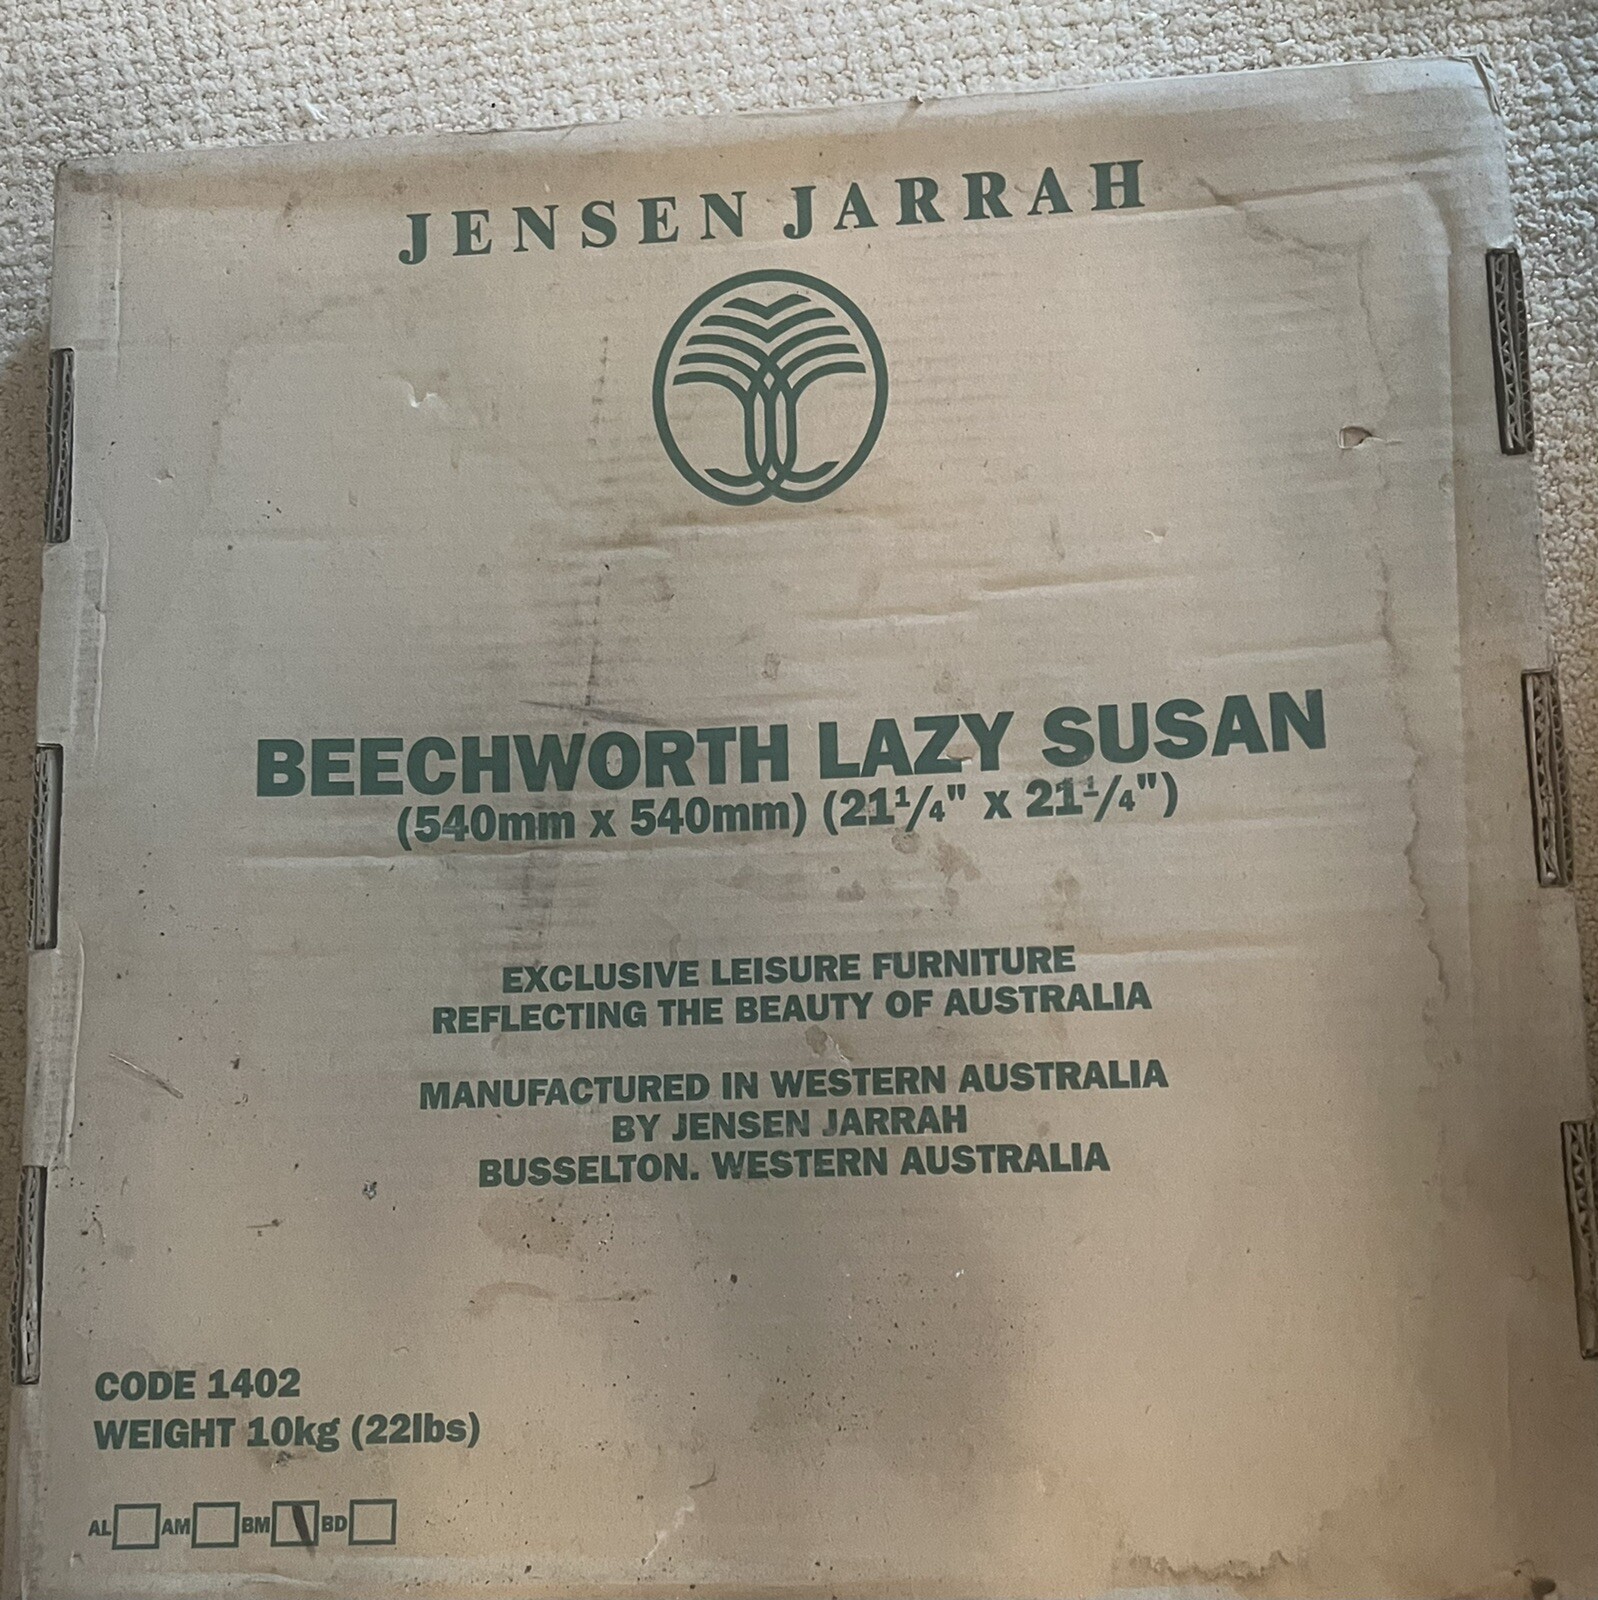 JENSEN JARRAH
BEECHWORTH LAZY SUSAN
(540mm x 540mm) (21¹/₄" x 21¹/₄")
EXCLUSIVE LEISURE FURNITURE
REFLECTING THE BEAUTY OF AUSTRALIA
MANUFACTURED IN WESTERN AUSTRALIA
BY JENSEN JARRAH
BUSSELTON. WESTERN AUSTRALIA
CODE 1402
WEIGHT 10kg (22lbs)
AL AM BM BD